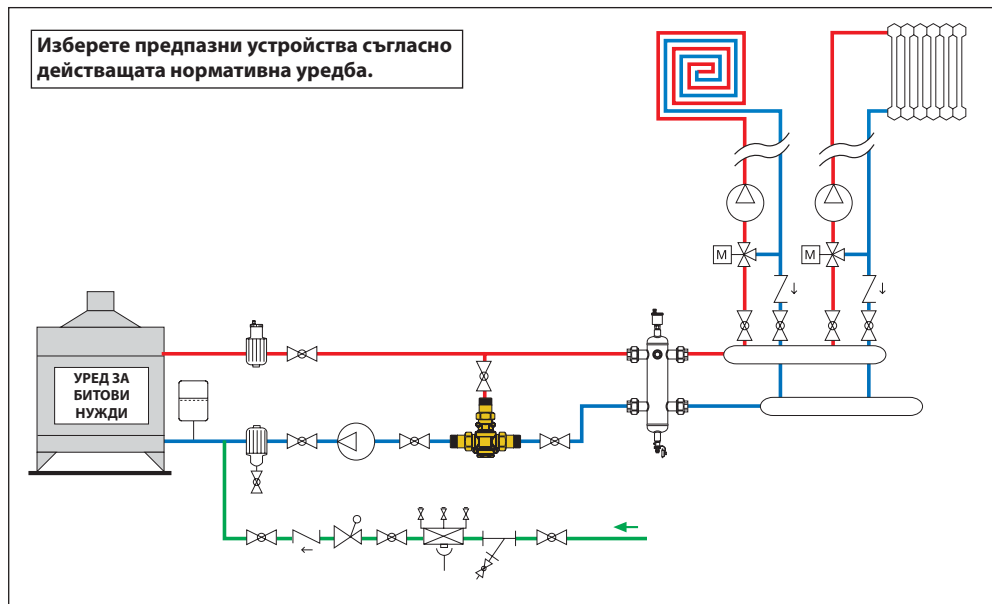 Изберете предпазни устройства съгласно
действащата нормативна уредба.
M
M
УРЕД ЗА
БИТОВИ
НУЖДИ